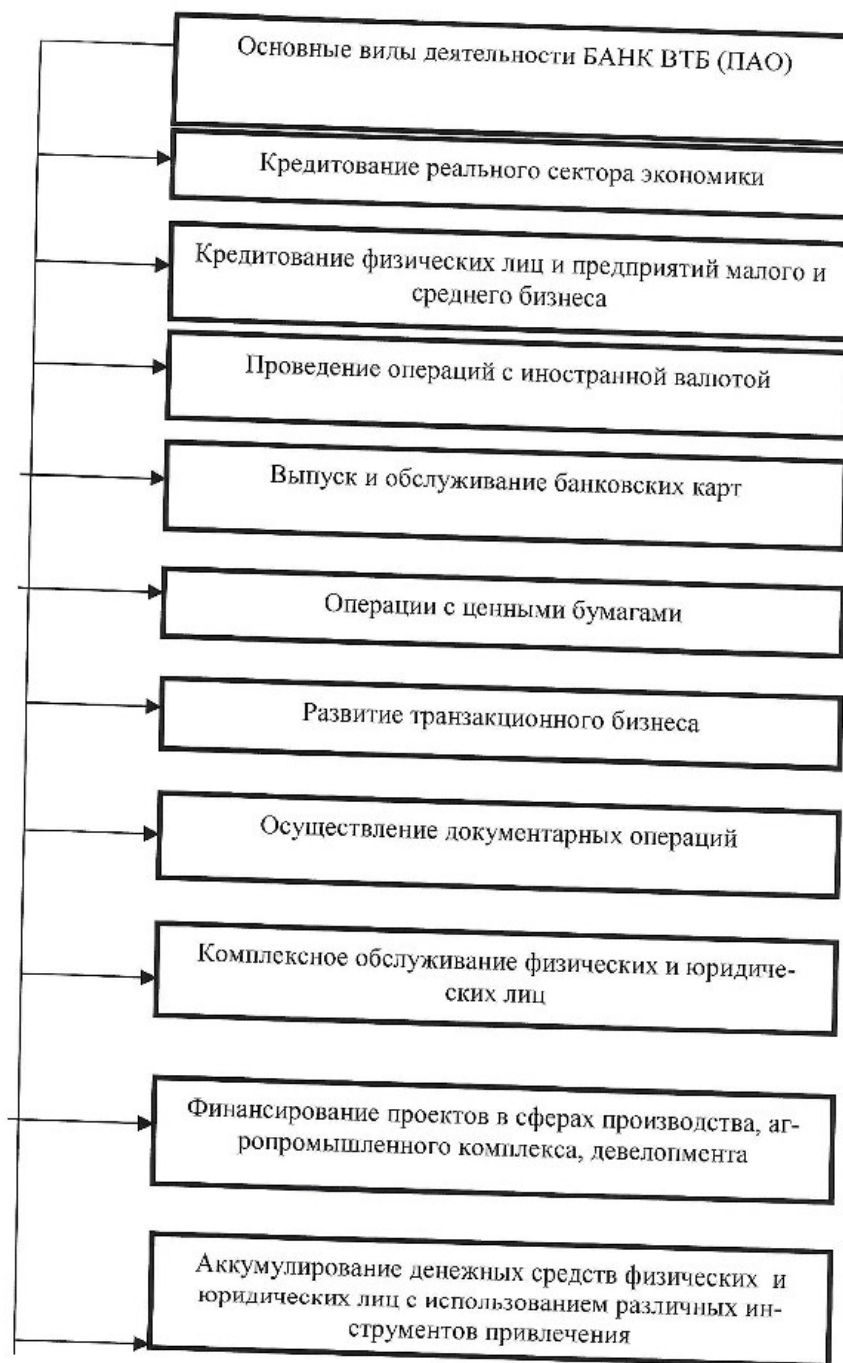 Основные виды деятельности БАНК ВТБ (ПАО)
Кредитование реального сектора экономики
Кредитование физических лиц и предприятий малого и
среднего бизнеса
Проведение операций с иностранной валютой
Выпуск и обслуживание банковских карт
Операции с ценными бумагами
Развитие транзакционного бизнеса
Осуществление документарных операций
Комплексное обслуживание физических и юридиче-
ских лиц
Финансирование проектов в сферах производства, аг-
ропромышленного комплекса, девелопмента
Аккумулирование денежных средств физических и
юридических лиц с использованием различных ин-
струментов привлечения